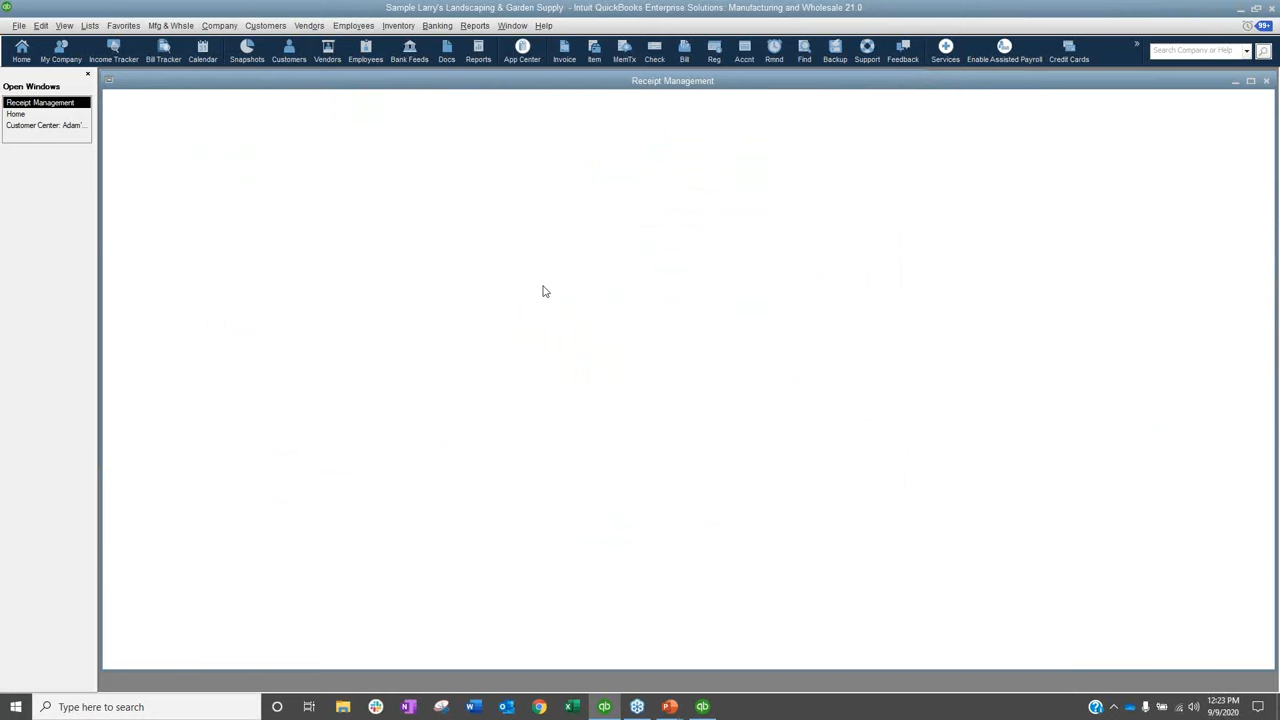 Sample Larry's Landscaping & Garden Supply - Intuit QuickBooks Enterprise Solutions: Manufacturing and Wholesale 21.0
File Edit View Lists Favorites Mfg & Whsle Company Customers Vendors Employees Inventory Banking Reports Window Help 99+
Home My Company Income Tracker Bill Tracker Calendar Snapshots Customers Vendors Employees Bank Feeds Docs Reports App Center Invoice Item MemTx Check Bill Reg Accnt Rmnd Find Backup Support Feedback Services Enable Assisted Payroll Credit Cards » Search Company or Help
Receipt Management
Open Windows
Receipt Management
Home
Customer Center: Adam'...
Type here to search
12:23 PM
9/9/2020